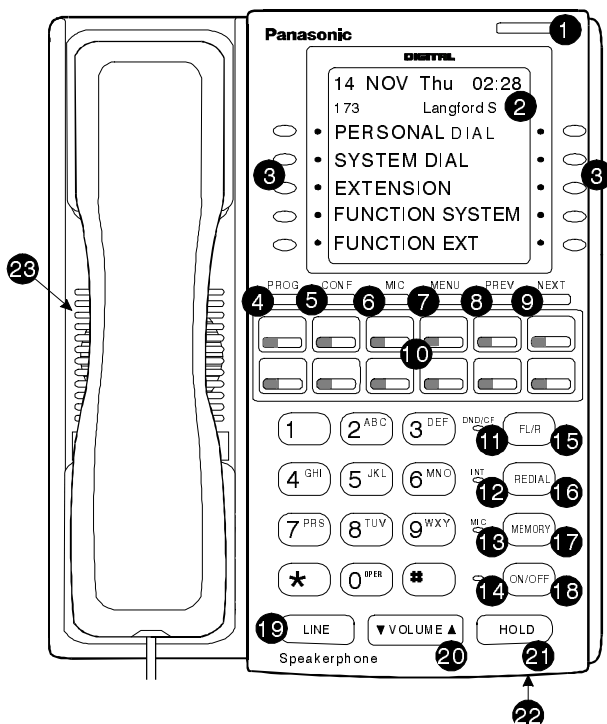 1
Panasonic
DIGITAL
14 NOV Thu 02:28
173 Langford S 2
PERSONAL DIAL
SYSTEM DIAL
3 EXTENSION 3
FUNCTION SYSTEM
FUNCTION EXT
23
PROG CONF MIC MENU PREV NEXT
4 5 6 7 8 9
10
1 2 ABC 3 DEF DND/CF FL/R
11 15
4 GHI 5 JKL 6 MNO INT REDIAL
12 16
7 PRS 8 TUV 9 WXY MIC MEMORY
13 17
* 0 OPER # ON/OFF
14 18
19 LINE ▼ VOLUME ▲ HOLD
20 21
Speakerphone
22